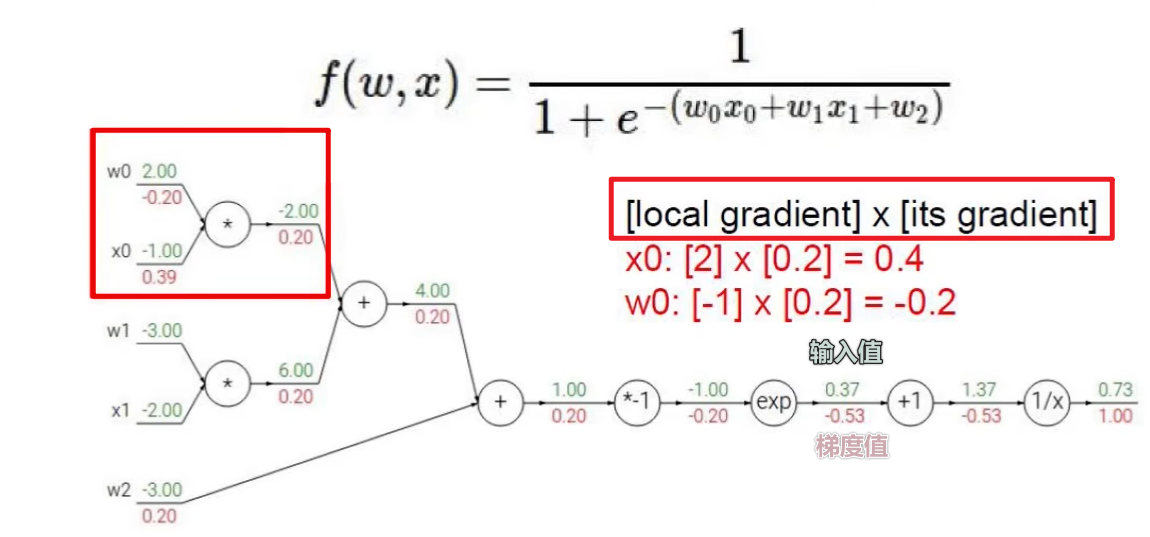 f(w, x) = 1 / (1 + e^{-(w_0x_0+w_1x_1+w_2)})
w0 2.00
-0.20
*
-2.00
0.20
x0 -1.00
0.39
[local gradient] x [its gradient]
x0: [2] x [0.2] = 0.4
w0: [-1] x [0.2] = -0.2
+
4.00
0.20
w1 -3.00
*
6.00
0.20
x1 -2.00
输入值
+
1.00
0.20
*-1
-1.00
-0.20
exp
0.37
-0.53
+1
1.37
-0.53
1/x
0.73
1.00
梯度值
w2 -3.00
0.20